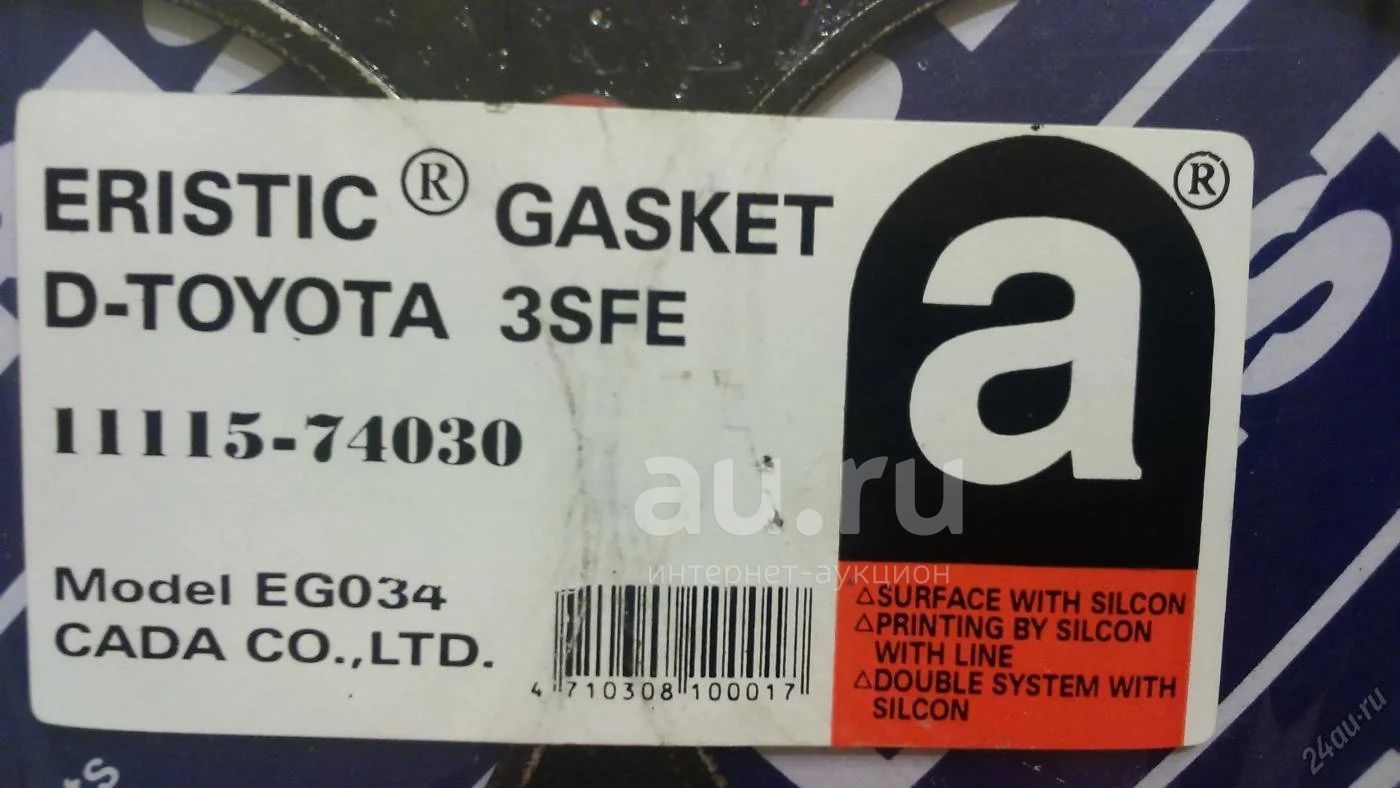 ERISTIC ® GASKET
D-TOYOTA 3SFE
11115-74030
Model EG034
CADA CO.,LTD.
4 710308 100017
a ®
△SURFACE WITH SILCON
△PRINTING BY SILCON
WITH LINE
△DOUBLE SYSTEM WITH
SILCON
au.ru
интернет-аукцион
24au.ru
ts